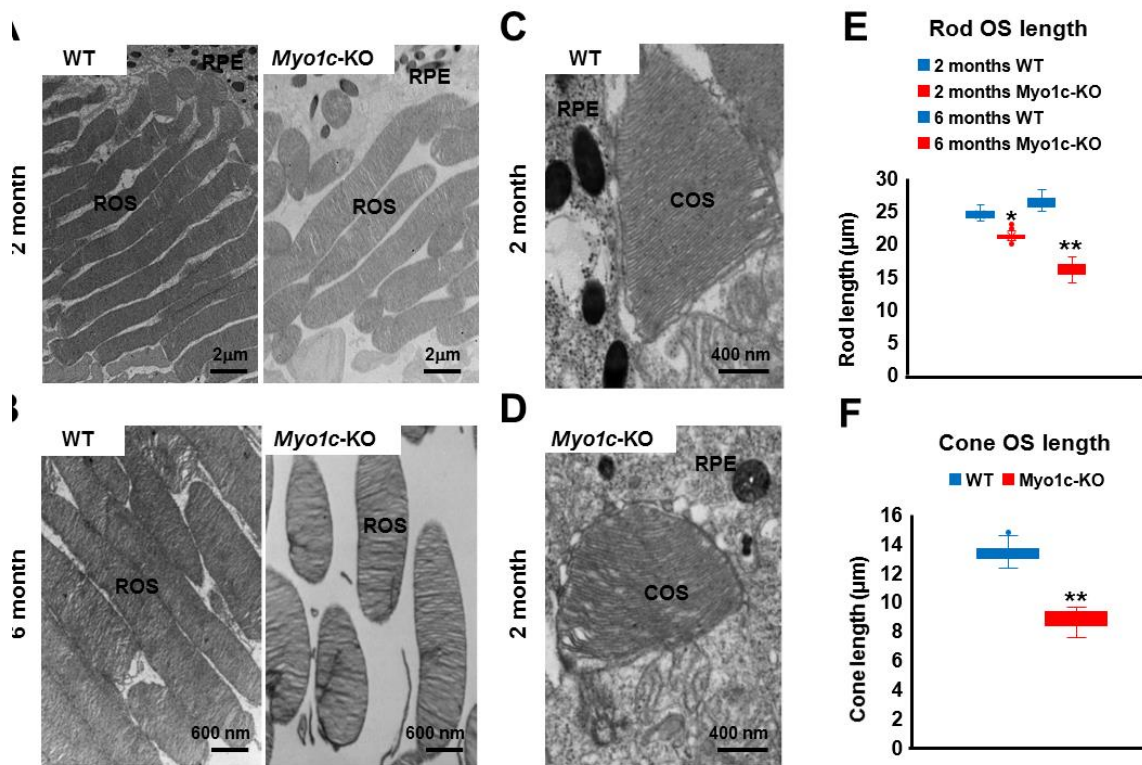 A
WT
Myo1c-KO
RPE
RPE
ROS
ROS
2 month
2µm
2µm
B
WT
Myo1c-KO
ROS
ROS
6 month
600 nm
600 nm
C
WT
RPE
COS
2 month
400 nm
D
Myo1c-KO
RPE
COS
2 month
400 nm
E
Rod OS length
2 months WT
2 months Myo1c-KO
6 months WT
6 months Myo1c-KO
30
25
20
15
10
5
0
Rod length (µm)
*
**
F
Cone OS length
WT Myo1c-KO
16
14
12
10
8
6
4
2
0
Cone length (µm)
**